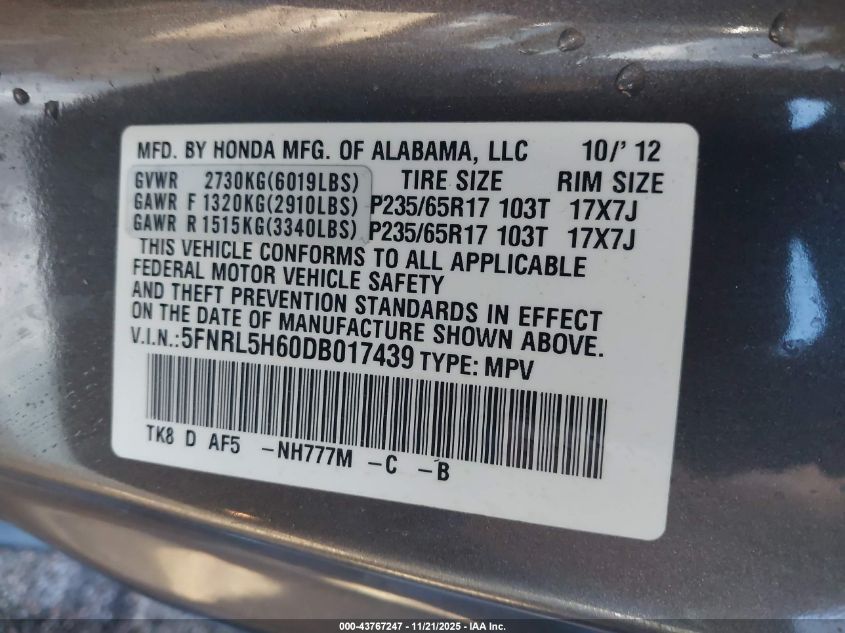 MFD. BY HONDA MFG. OF ALABAMA, LLC 10/' 12
GVWR 2730KG(6019LBS) TIRE SIZE RIM SIZE
GAWR F 1320KG(2910LBS) P235/65R17 103T 17X7J
GAWR R 1515KG(3340LBS) P235/65R17 103T 17X7J
THIS VEHICLE CONFORMS TO ALL APPLICABLE
FEDERAL MOTOR VEHICLE SAFETY
AND THEFT PREVENTION STANDARDS IN EFFECT
ON THE DATE OF MANUFACTURE SHOWN ABOVE.
V.I.N.:5FNRL5H60DB017439 TYPE: MPV
TK8 D AF5 -NH777M -C -B
000-43767247 - 11/21/2025 - IAA Inc.